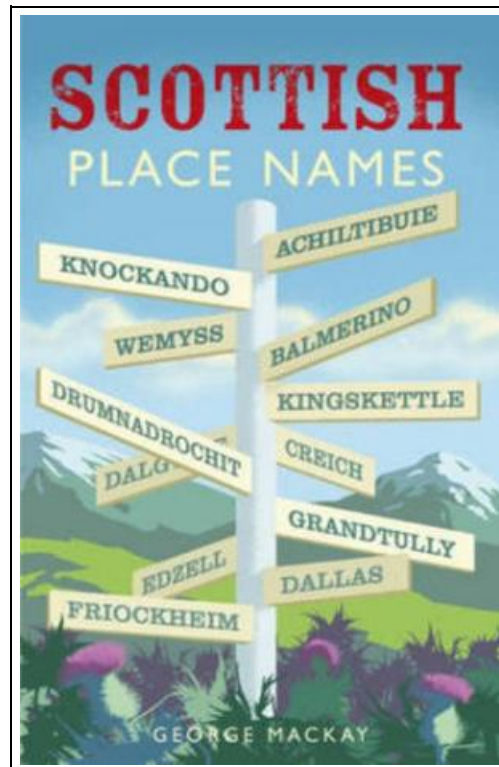 SCOTTISH
PLACE NAMES
ACHILTIBUIE
KNOCKANDO
WEMYSS
BALMERINO
DRUMNADROCHIT
KINGSKETTLE
CREICH
GRANDTULLY
EDZELL
DALLAS
FRIOCKHEIM
GEORGE MACKAY